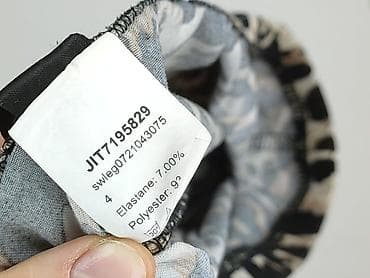 JIT7195829
swleg0721043075
4
Elastane: 7.00%
Polyester: 93